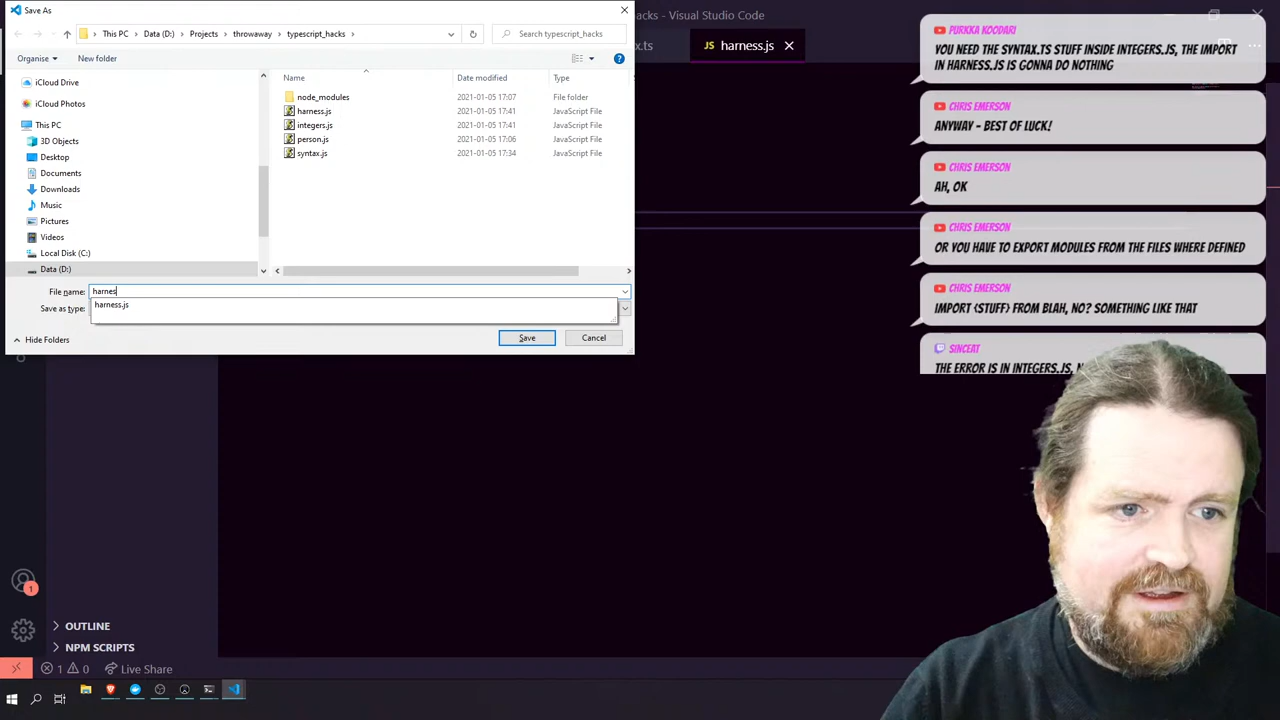 Save As
acks - Visual Studio Code
This PC > Data (D:) > Projects > throwaway > typescript_hacks >
Search typescript_hacks
x.ts
JS harness.js
Organise
New folder
?
iCloud Drive
iCloud Photos
This PC
3D Objects
Desktop
Documents
Downloads
Music
Pictures
Videos
Local Disk (C:)
Data (D:)
Name Date modified Type
node_modules 2021-01-05 17:07 File folder
harness.js 2021-01-05 17:41 JavaScript File
integers.js 2021-01-05 17:41 JavaScript File
person.js 2021-01-05 17:06 JavaScript File
syntax.js 2021-01-05 17:34 JavaScript File
File name: harnes
harness.js
Save as type:
Hide Folders
Save
Cancel
PURKKA KOODARI
YOU NEED THE SYNTAX.TS STUFF INSIDE INTEGERS.JS, THE IMPORT
IN HARNESS.JS IS GONNA DO NOTHING
CHRIS EMERSON
ANYWAY - BEST OF LUCK!
CHRIS EMERSON
AH, OK
CHRIS EMERSON
OR YOU HAVE TO EXPORT MODULES FROM THE FILES WHERE DEFINED
CHRIS EMERSON
IMPORT {STUFF} FROM BLAH, NO? SOMETHING LIKE THAT
SINCEAT
THE ERROR IS IN INTEGERS.JS,
1
OUTLINE
NPM SCRIPTS
1 0 Live Share